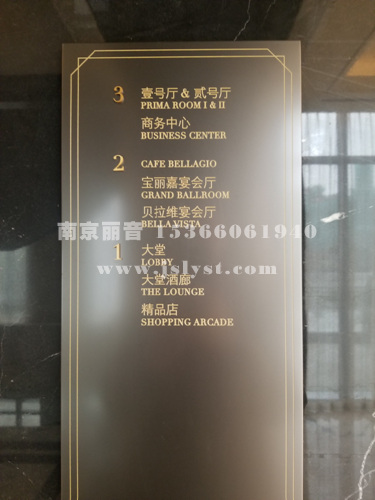 3 壹号厅 & 贰号厅
PRIMA ROOM I & II
商务中心
BUSINESS CENTER
2 CAFE BELLAGIO
宝丽嘉宴会厅
GRAND BALLROOM
贝拉维宴会厅
BELLA VISTA
南京丽音 15366061940
1 大堂
LOBBY
www.jslyst.com
大堂酒廊
THE LOUNGE
精品店
SHOPPING ARCADE